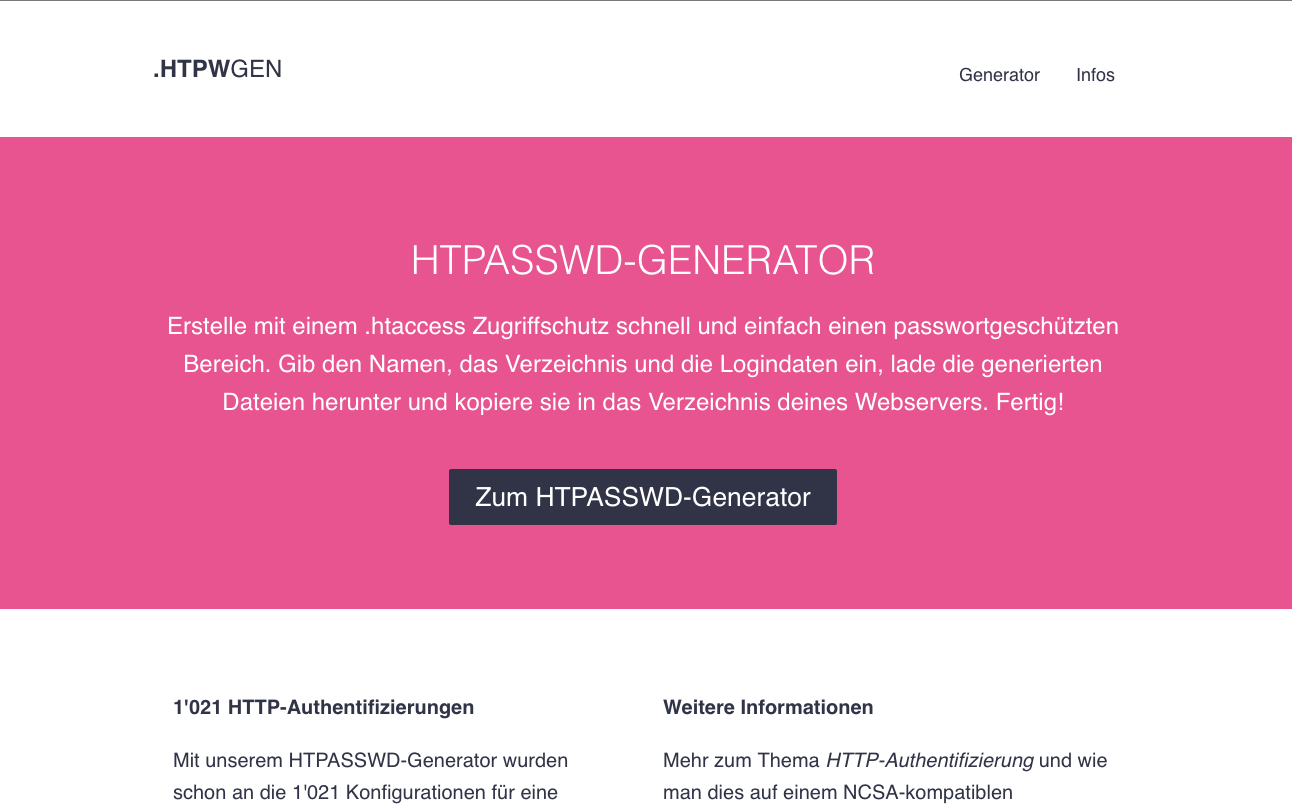 .HTPWGEN
Generator Infos
HTPASSWD-GENERATOR
Erstelle mit einem .htaccess Zugriffschutz schnell und einfach einen passwortgeschützten
Bereich. Gib den Namen, das Verzeichnis und die Logindaten ein, lade die generierten
Dateien herunter und kopiere sie in das Verzeichnis deines Webservers. Fertig!
Zum HTPASSWD-Generator
1'021 HTTP-Authentifizierungen
Mit unserem HTPASSWD-Generator wurden
schon an die 1'021 Konfigurationen für eine
Weitere Informationen
Mehr zum Thema HTTP-Authentifizierung und wie
man dies auf einem NCSA-kompatiblen